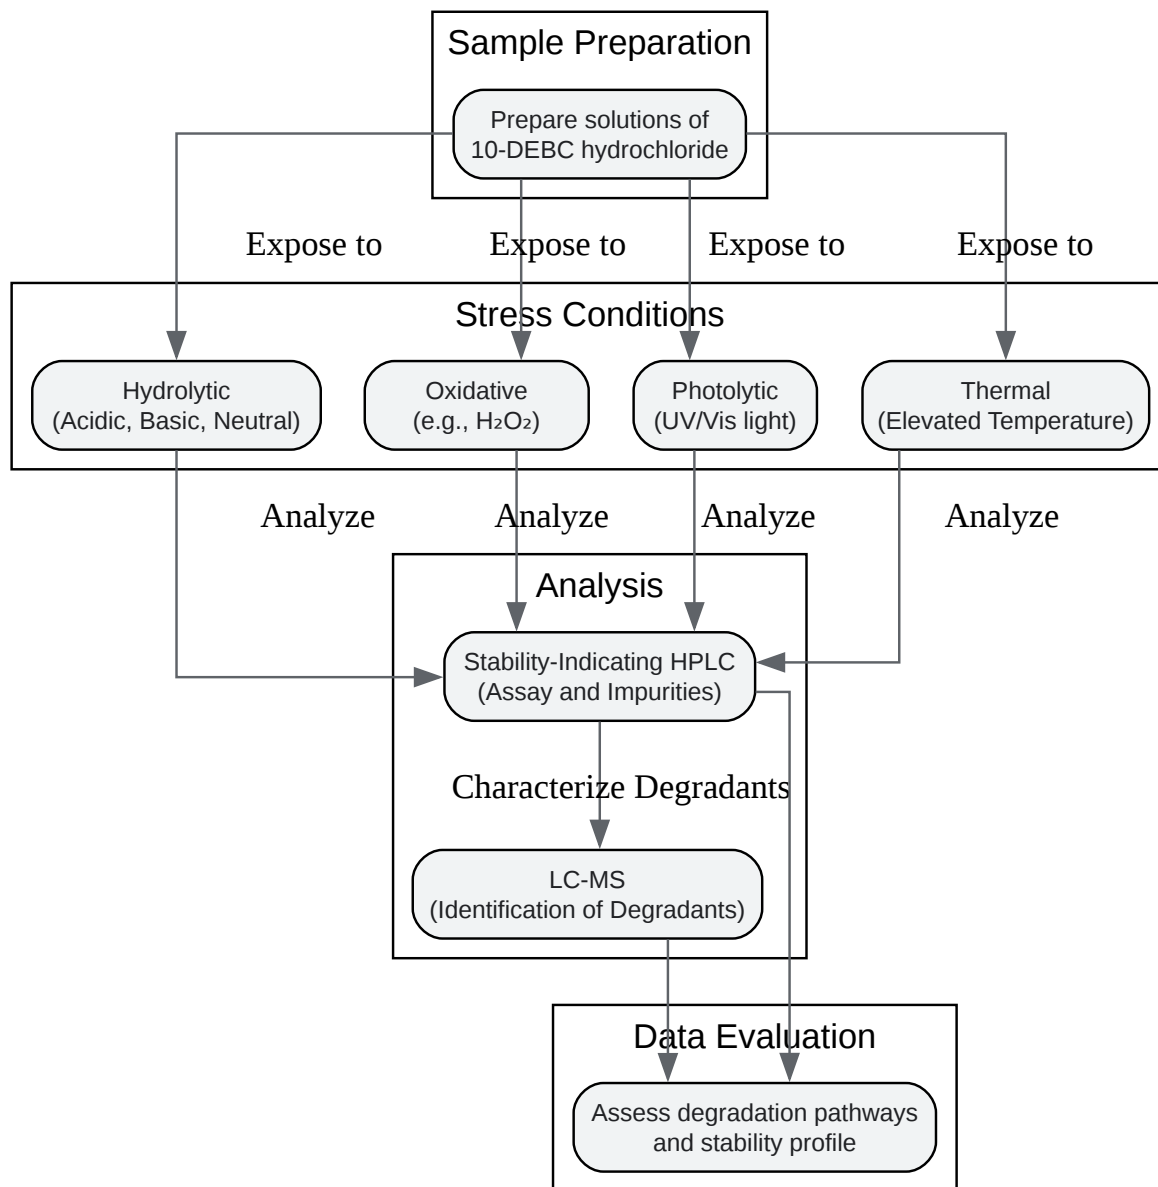 Sample Preparation
Prepare solutions of
10-DEBC hydrochloride
Expose to
Expose to
Expose to
Expose to
Stress Conditions
Hydrolytic
(Acidic, Basic, Neutral)
Oxidative
(e.g., H₂O₂)
Photolytic
(UV/Vis light)
Thermal
(Elevated Temperature)
Analyze
Analyze
Analyze
Analyze
Analysis
Stability-Indicating HPLC
(Assay and Impurities)
Characterize Degradants
LC-MS
(Identification of Degradants)
Data Evaluation
Assess degradation pathways
and stability profile